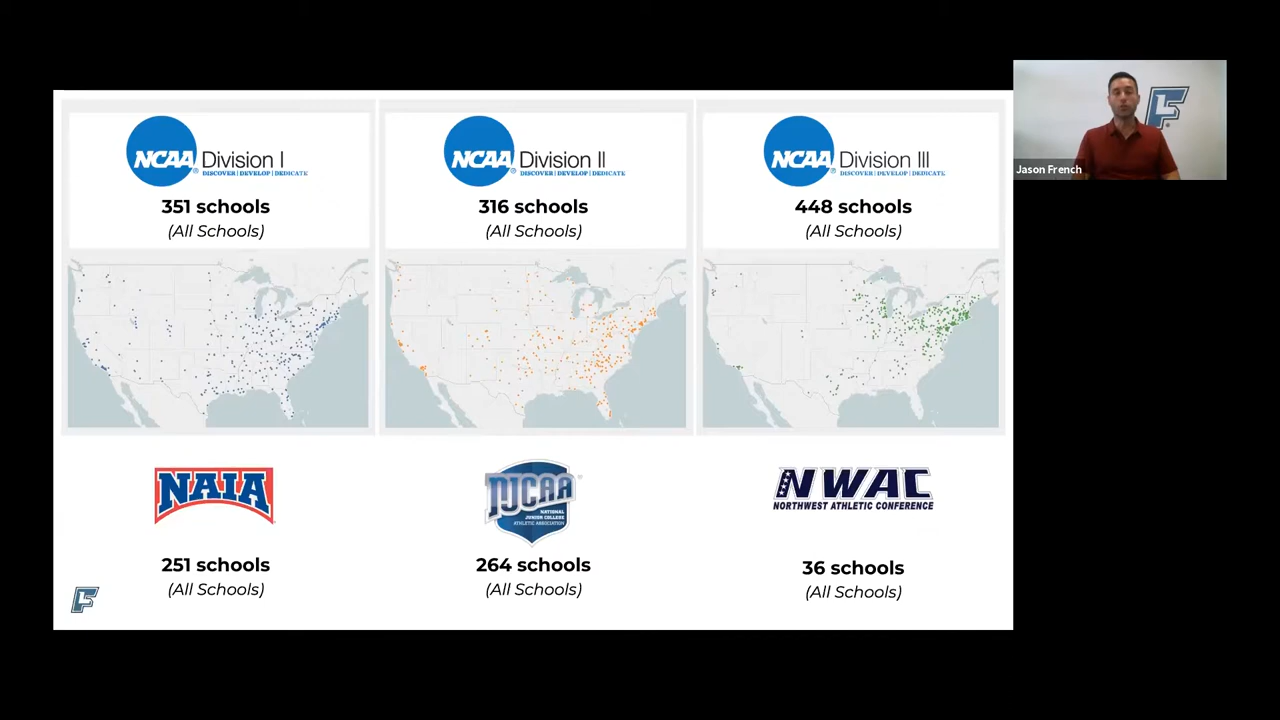 NCAA Division I
DISCOVER | DEVELOP | DEDICATE
351 schools
(All Schools)
NCAA Division II
DISCOVER | DEVELOP | DEDICATE
316 schools
(All Schools)
NCAA Division III
DISCOVER | DEVELOP | DEDICATE
448 schools
(All Schools)
NAIA
251 schools
(All Schools)
NJCAA
NATIONAL
JUNIOR COLLEGE
ATHLETIC ASSOCIATION
264 schools
(All Schools)
NWAC
NORTHWEST ATHLETIC CONFERENCE
36 schools
(All Schools)
F
F
Jason French